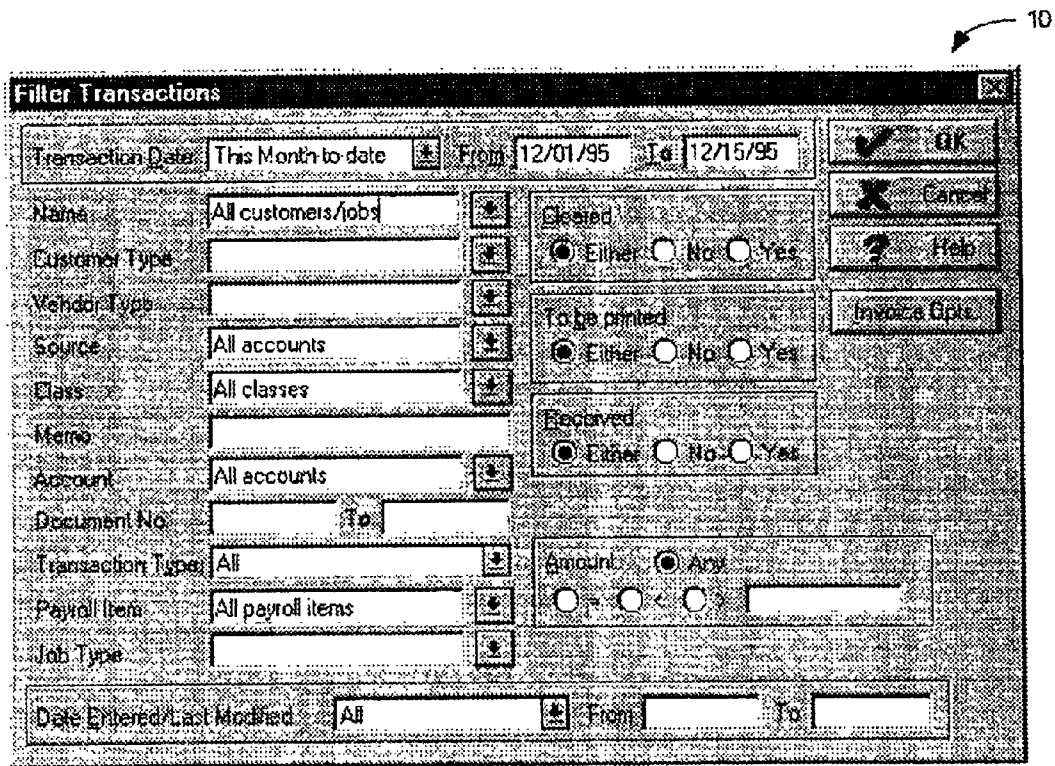 10
Filter Transactions
Transaction Date This Month-to-date From 12/01/95 To 12/15/95
OK
Cancel
Help
Invoice Opts.
Name All customers/jobs
Customer Type
Vendor Type
Source All accounts
Class All classes
Memo
Account All accounts
Document No. To
Transaction Type All
Payroll Item All payroll items
Job Type
Cleared
Either No Yes
To be printed
Either No Yes
Received
Either No Yes
Amount Any
= < >
Date Entered/Last Modified All From To